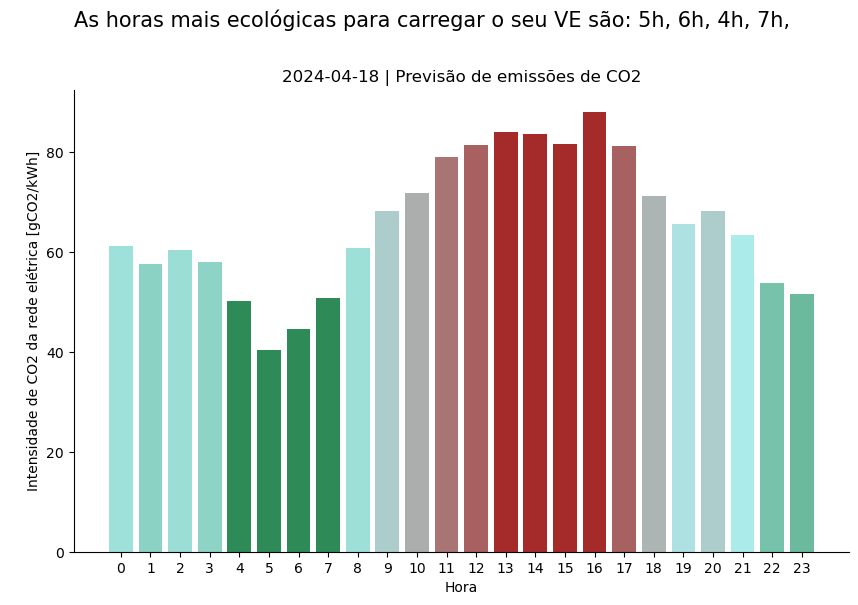 As horas mais ecológicas para carregar o seu VE são: 5h, 6h, 4h, 7h,
2024-04-18 | Previsão de emissões de CO2
Intensidade de CO2 da rede elétrica [gCO2/kWh]
80
60
40
20
0
0 1 2 3 4 5 6 7 8 9 10 11 12 13 14 15 16 17 18 19 20 21 22 23
Hora